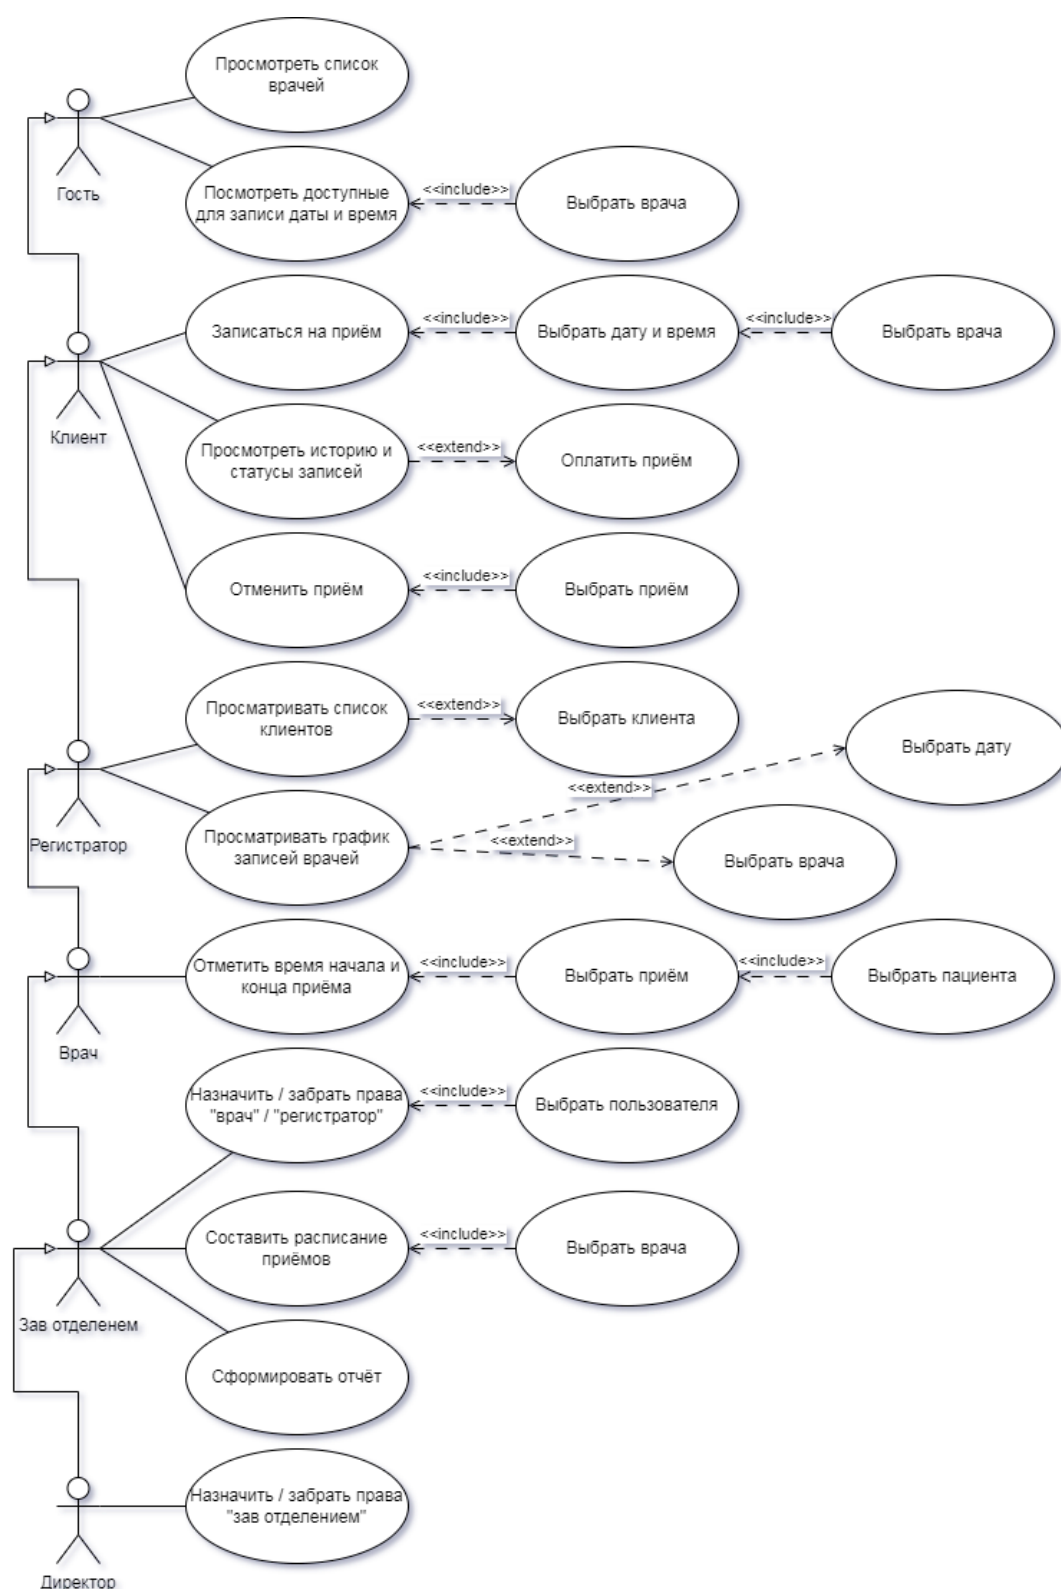 Просмотреть список
врачей
Гость
Посмотреть доступные
для записи даты и время
<<include>>
Выбрать врача
Записаться на приём
<<include>>
Выбрать дату и время
<<include>>
Выбрать врача
Клиент
Просмотреть историю и
статусы записей
<<extend>>
Оплатить приём
Отменить приём
<<include>>
Выбрать приём
Просматривать список
клиентов
<<extend>>
Выбрать клиента
Выбрать дату
<<extend>>
Регистратор
Просматривать график
записей врачей
<<extend>>
Выбрать врача
Отметить время начала и
конца приёма
<<include>>
Выбрать приём
<<include>>
Выбрать пациента
Врач
Назначить / забрать права
"врач" / "регистратор"
<<include>>
Выбрать пользователя
Составить расписание
приёмов
<<include>>
Выбрать врача
Зав отделенем
Сформировать отчёт
Назначить / забрать права
"зав отделением"
Директор